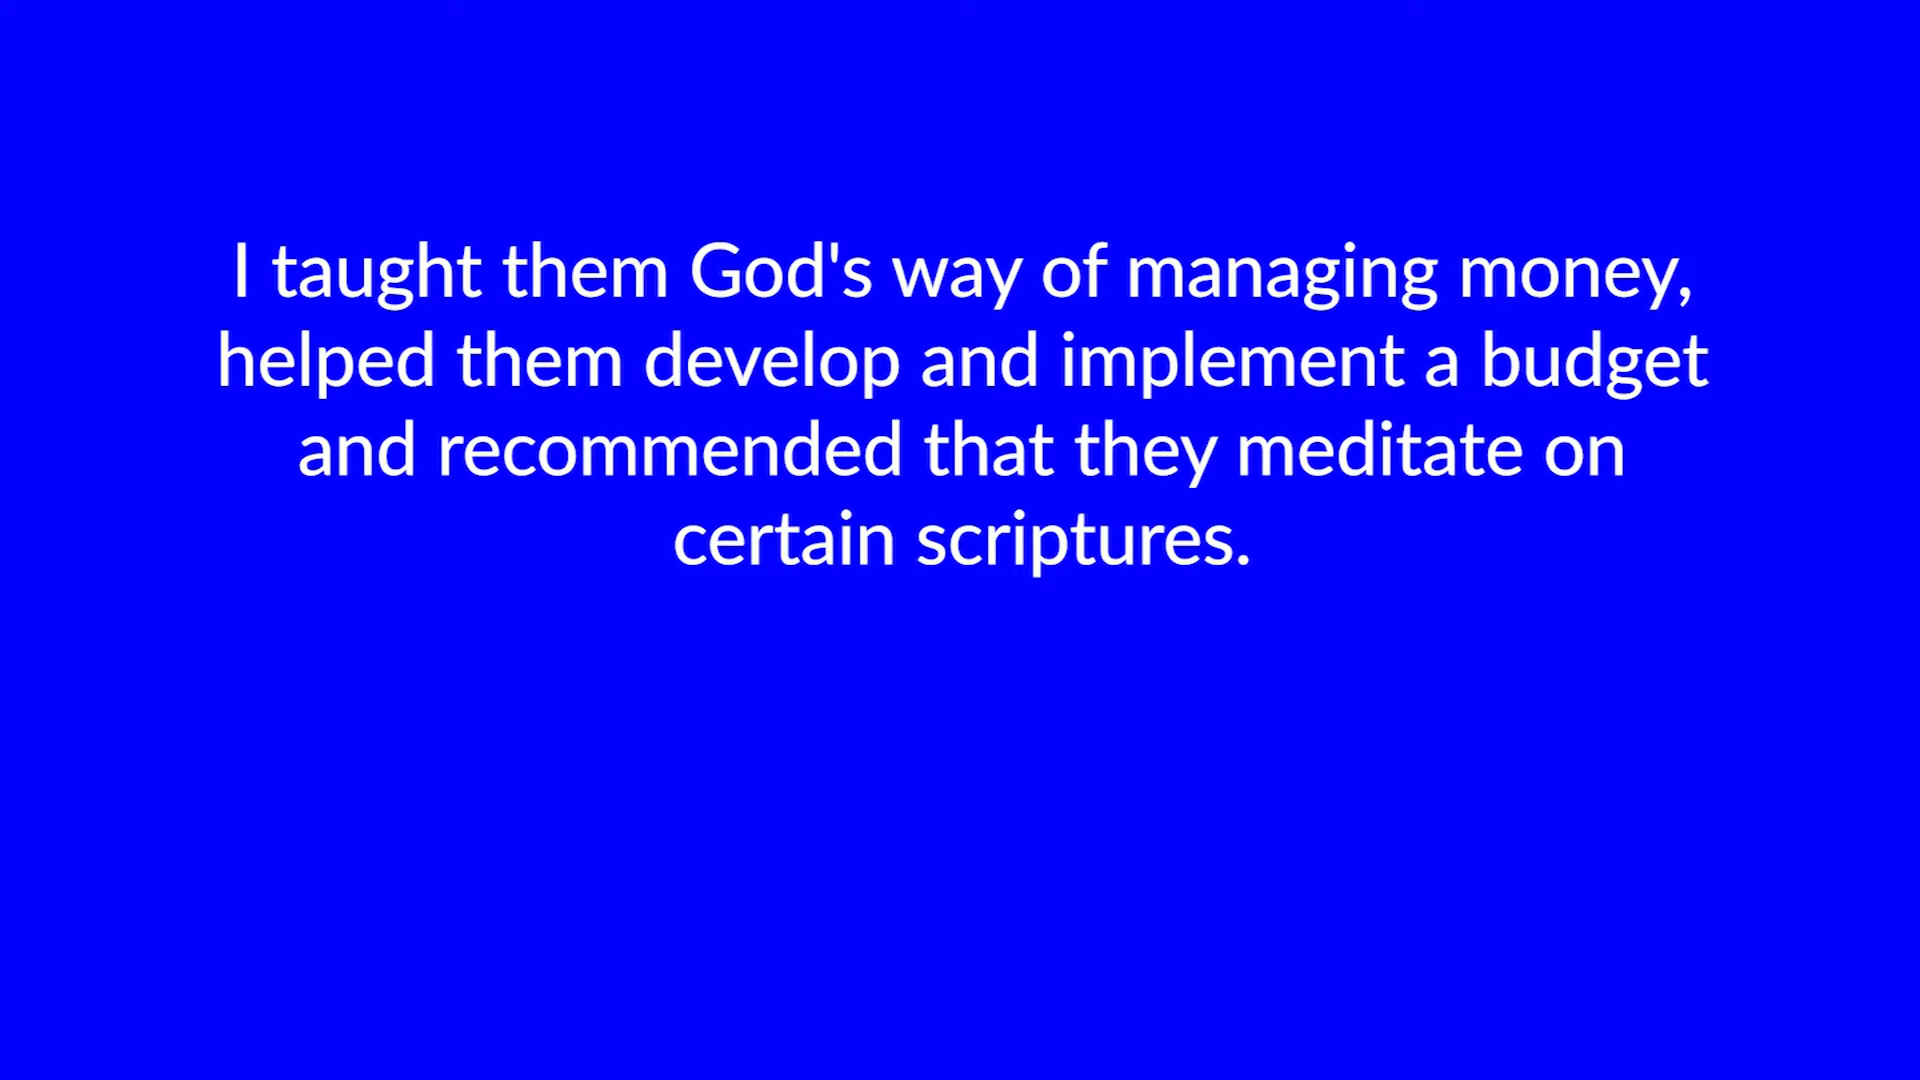 I taught them God's way of managing money,
helped them develop and implement a budget
and recommended that they meditate on
certain scriptures.